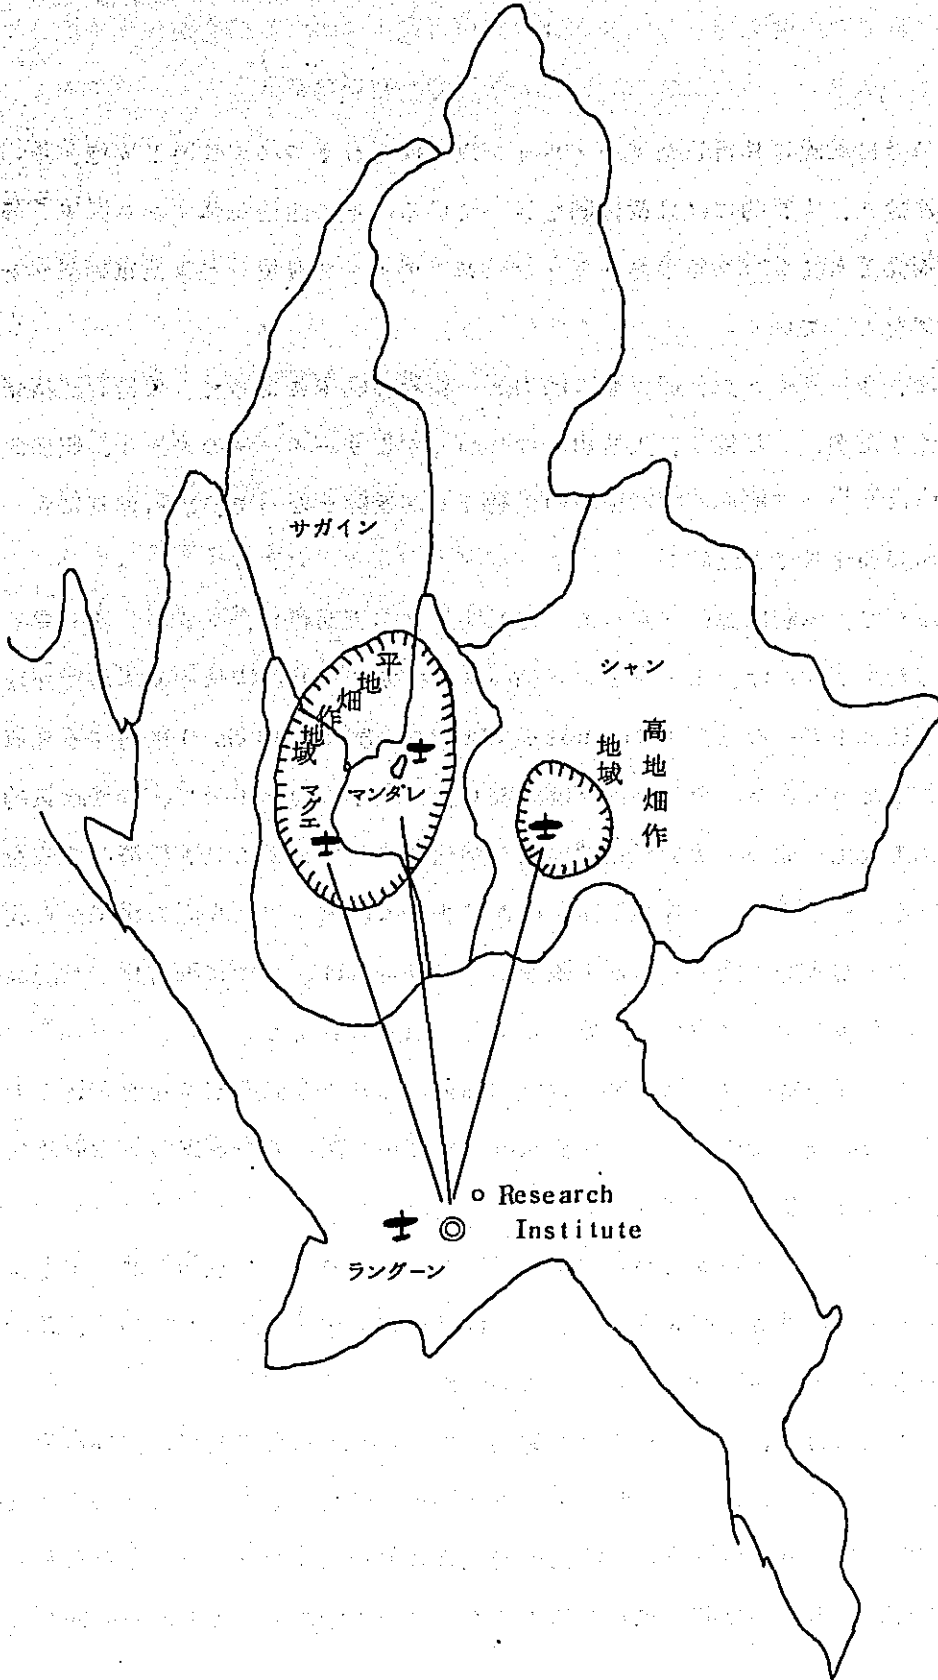 サガイン
シャン
平地畑作地域
高地畑作
地域
マンダレ
マグエ
Research
Institute
ラングーン